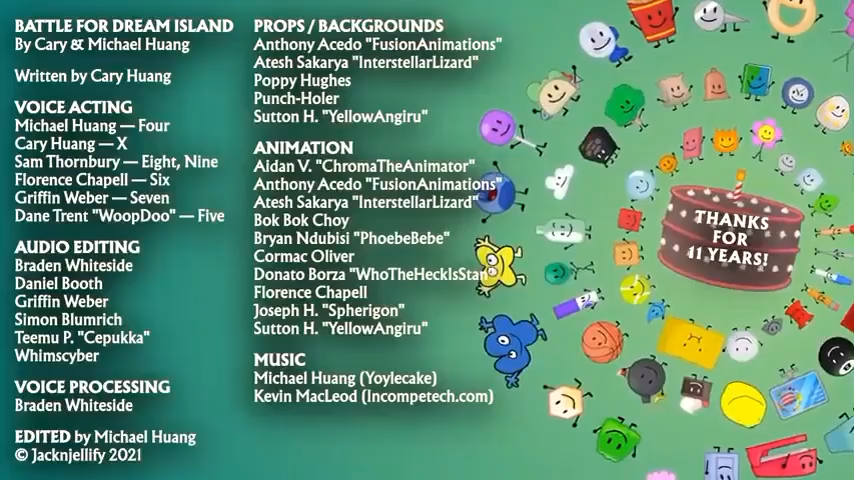 BATTLE FOR DREAM ISLAND
By Cary & Michael Huang
Written by Cary Huang
VOICE ACTING
Michael Huang — Four
Cary Huang — X
Sam Thornbury — Eight, Nine
Florence Chapell — Six
Griffin Weber — Seven
Dane Trent "WoopDoo" — Five
AUDIO EDITING
Braden Whiteside
Daniel Booth
Griffin Weber
Simon Blumrich
Teemu P. "Cepukka"
Whimscyber
VOICE PROCESSING
Braden Whiteside
EDITED by Michael Huang
© Jacknjellify 2021
PROPS / BACKGROUNDS
Anthony Acedo "FusionAnimations"
Atesh Sakarya "InterstellarLizard"
Poppy Hughes
Punch-Holer
Sutton H. "YellowAngiru"
ANIMATION
Aidan V. "ChromaTheAnimator"
Anthony Acedo "FusionAnimations"
Atesh Sakarya "InterstellarLizard"
Bok Bok Choy
Bryan Ndubisi "PhoebeBebe"
Cormac Oliver
Donato Borza "WhoTheHeckIsStan"
Florence Chapell
Joseph H. "Spherigon"
Sutton H. "YellowAngiru"
MUSIC
Michael Huang (Yoylecake)
Kevin MacLeod (Incompetech.com)
THANKS
FOR
11 YEARS!